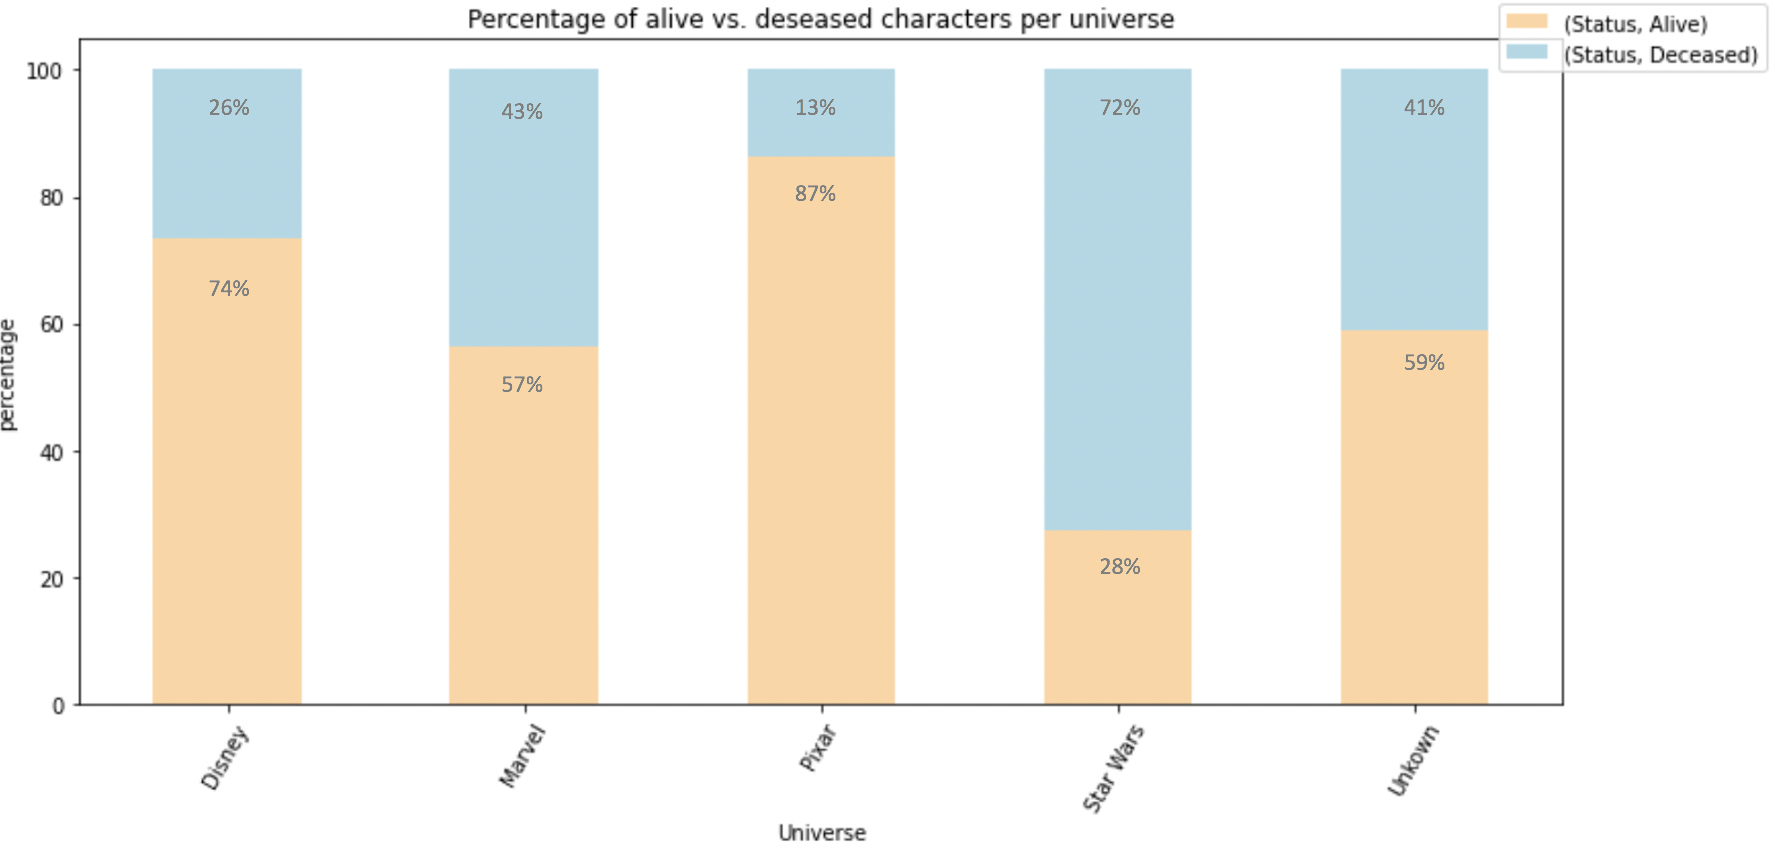 Percentage of alive vs. deseased characters per universe
(Status, Alive)
(Status, Deceased)
percentage
100
80
60
40
20
0
26%
43%
13%
72%
41%
74%
57%
87%
28%
59%
Disney
Marvel
Pixar
Star Wars
Unkown
Universe